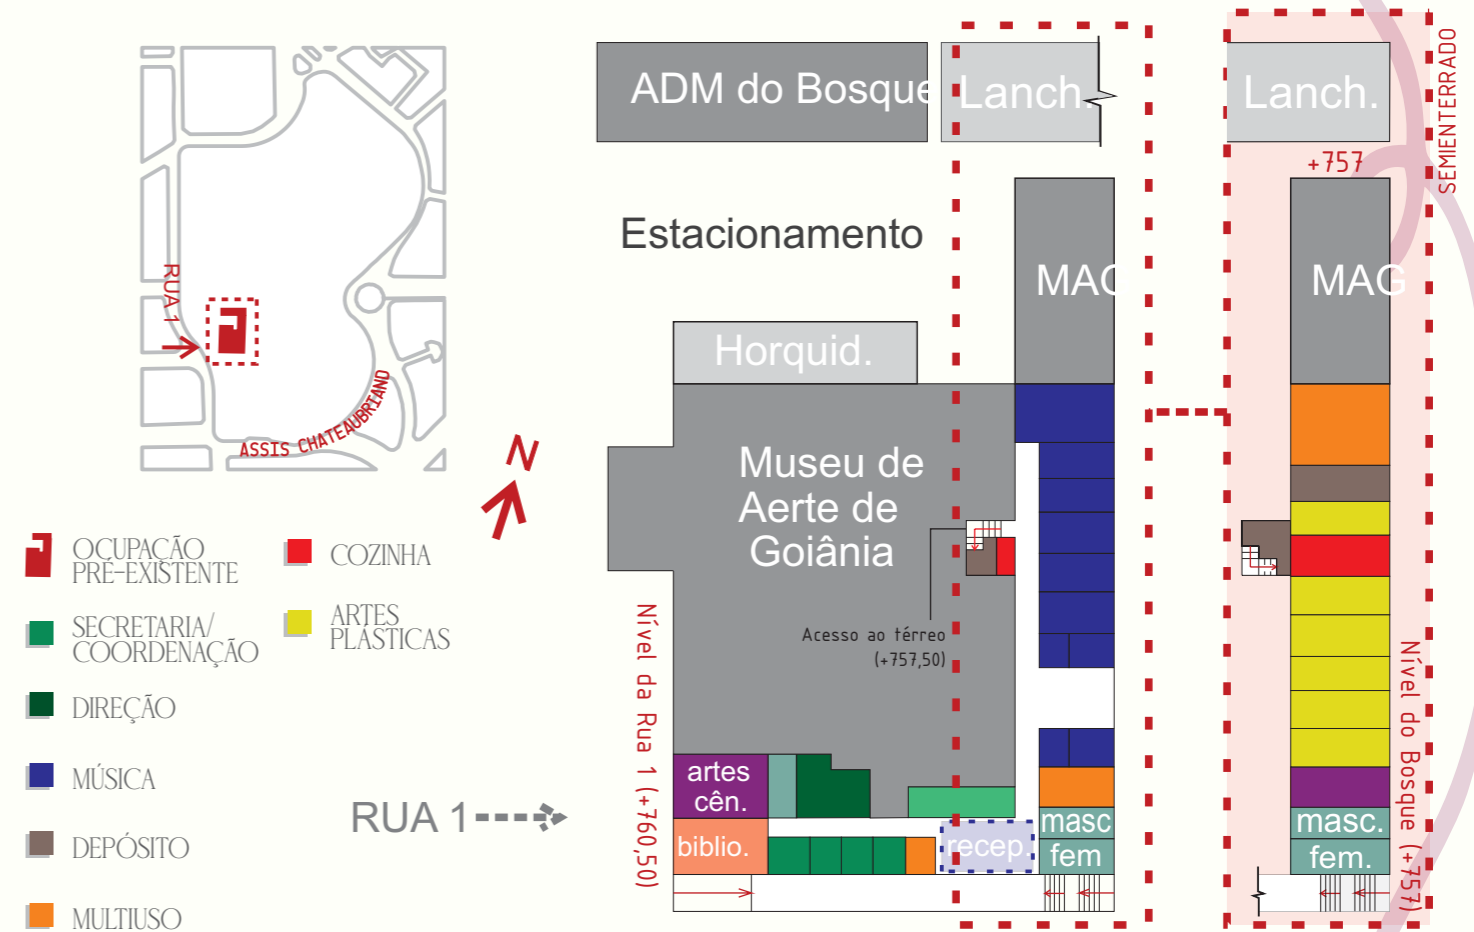 RUA 1
ASSIS CHATEAUBRIAND
N
OCUPAÇÃO
PRÉ-EXISTENTE
SECRETARIA/
COORDENAÇÃO
DIREÇÃO
MÚSICA
DEPÓSITO
MULTIUSO
COZINHA
ARTES
PLASTICAS
RUA 1
ADM do Bosque
Lanch.
Estacionamento
MAG
Horquid.
Museu de
Aerte de
Goiânia
Acesso ao térreo
(+757,50)
Nível da Rua 1 (+760,50)
artes
cên.
biblio.
recep.
masc
fem
Lanch.
+757
SEMIENTERRADO
MAG
Nível do Bosque (+757)
masc.
fem.